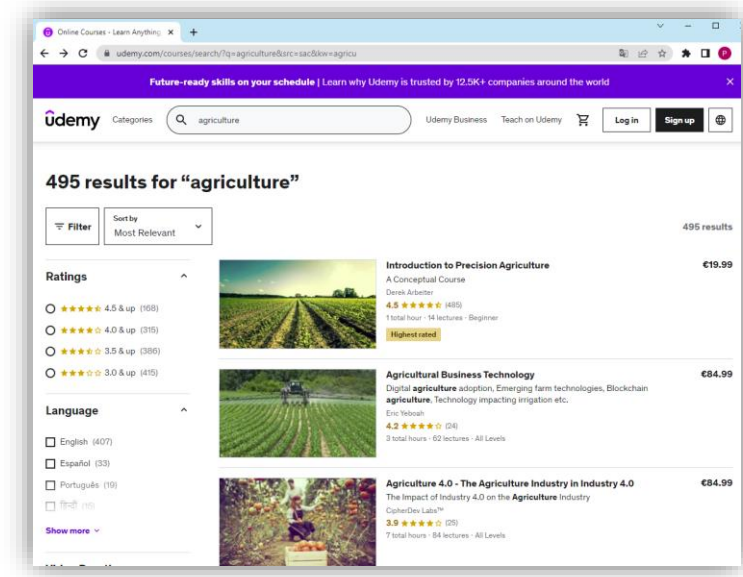 Online Courses - Learn Anything
udemy.com/courses/search/?q=agriculture&src=sac&kw=agricu
P
Future-ready skills on your schedule | Learn why Udemy is trusted by 12.5K+ companies around the world
ûdemy Categories agriculture Udemy Business Teach on Udemy Log in Sign up
495 results for “agriculture”
Filter
Sort by
Most Relevant
495 results
Ratings
4.5 & up (168)
4.0 & up (315)
3.5 & up (386)
3.0 & up (415)
Language
English (407)
Español (33)
Português (19)
हिन्दी
Show more
Introduction to Precision Agriculture €19.99
A Conceptual Course
Derek Arbeiter
4.5 (485)
1 total hour · 14 lectures · Beginner
Highest rated
Agricultural Business Technology €84.99
Digital agriculture adoption, Emerging farm technologies, Blockchain
agriculture, Technology impacting irrigation etc.
Eric Yeboah
4.2 (24)
3 total hours · 62 lectures · All Levels
Agriculture 4.0 - The Agriculture Industry in Industry 4.0 €84.99
The Impact of Industry 4.0 on the Agriculture Industry
CipherDev Labs™
3.9 (25)
7 total hours · 84 lectures · All Levels